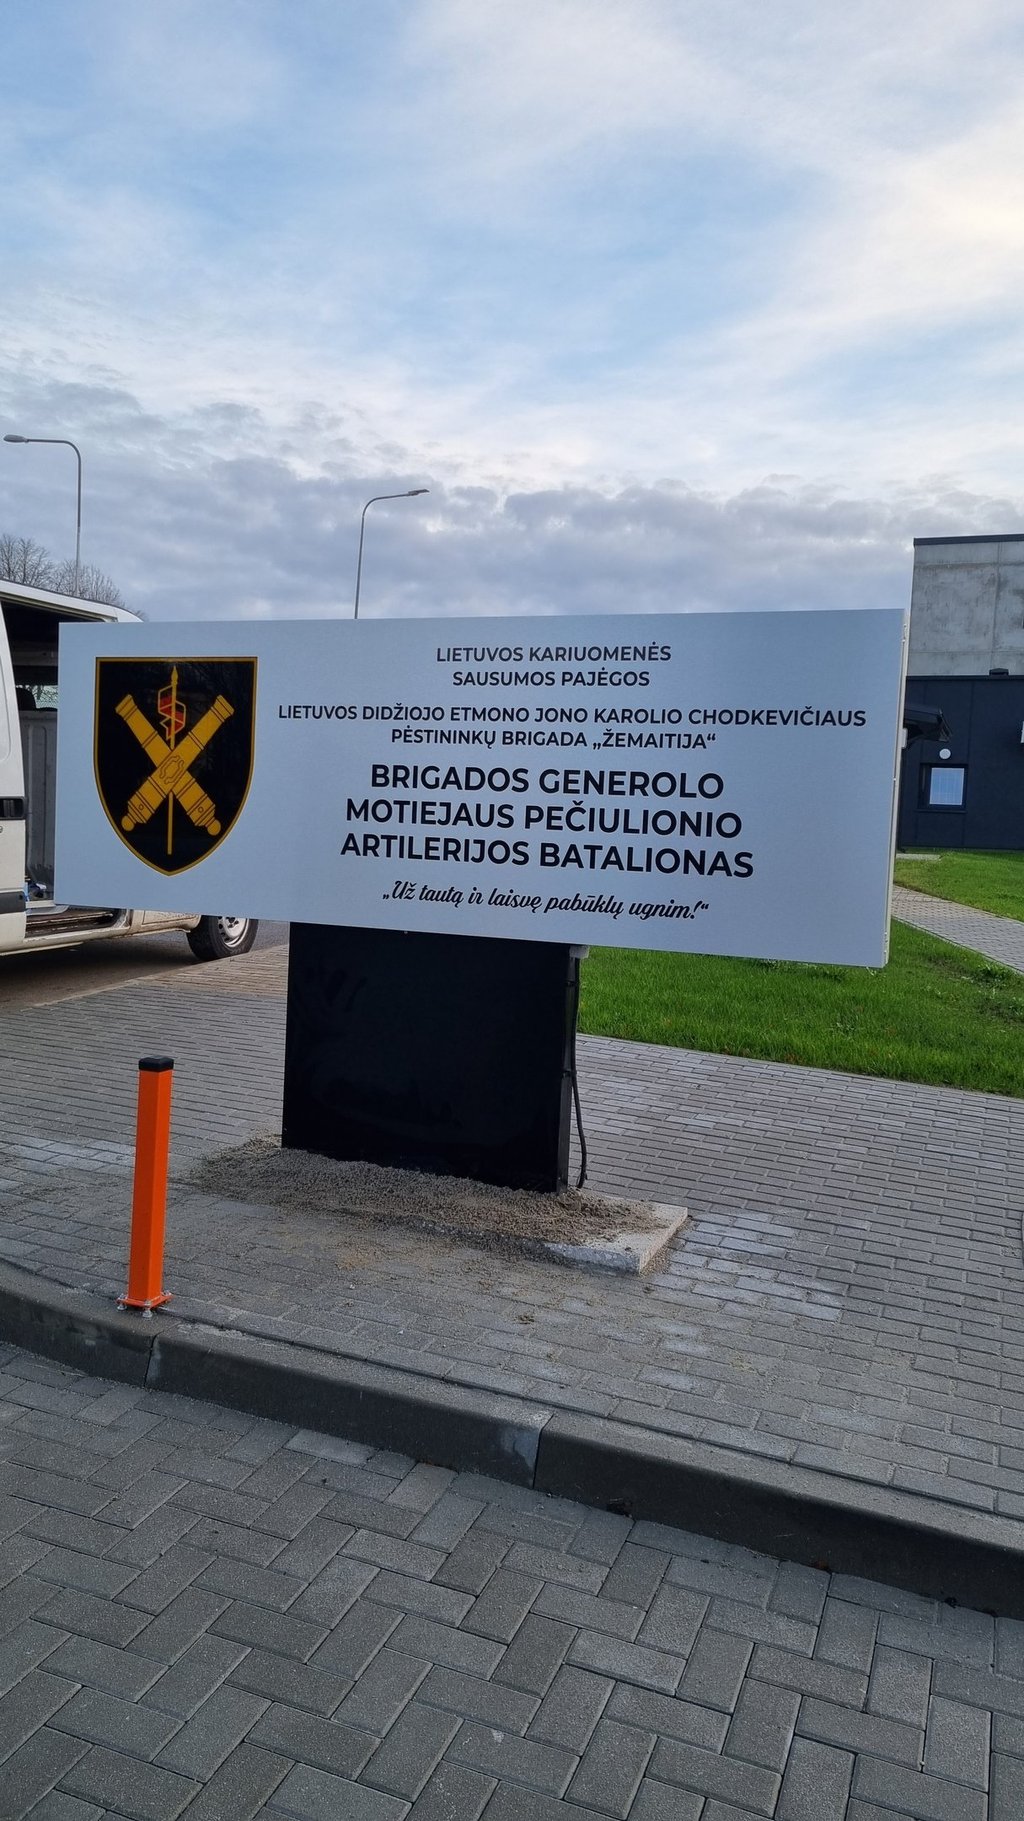 LIETUVOS KARIUOMENĖS
SAUSUMOS PAJĖGOS
LIETUVOS DIDŽIOJO ETMONO JONO KAROLIO CHODKEVIČIAUS
PĖSTININKŲ BRIGADA „ŽEMAITIJA“
BRIGADOS GENEROLO
MOTIEJAUS PEČIULIONIO
ARTILERIJOS BATALIONAS
„Už tautą ir laisvę pabūklų ugnim!“